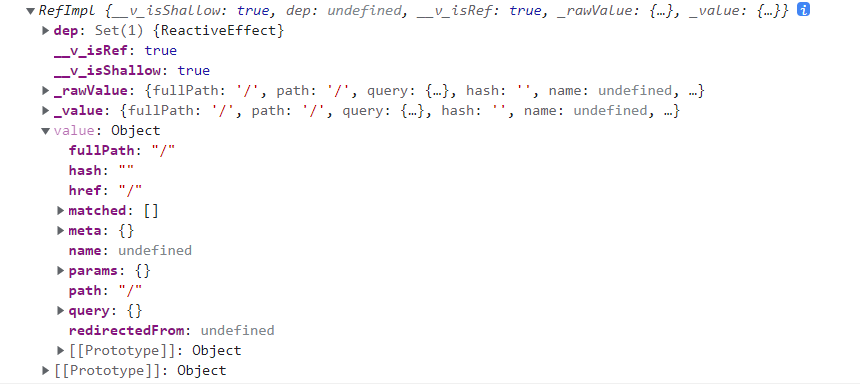 RefImpl {__v_isShallow: true, dep: undefined, __v_isRef: true, _rawValue: {…}, _value: {…}} i
dep: Set(1) {ReactiveEffect}
__v_isRef: true
__v_isShallow: true
_rawValue: {fullPath: '/', path: '/', query: {…}, hash: '', name: undefined, …}
_value: {fullPath: '/', path: '/', query: {…}, hash: '', name: undefined, …}
value: Object
fullPath: "/"
hash: ""
href: "/"
matched: []
meta: {}
name: undefined
params: {}
path: "/"
query: {}
redirectedFrom: undefined
[[Prototype]]: Object
[[Prototype]]: Object